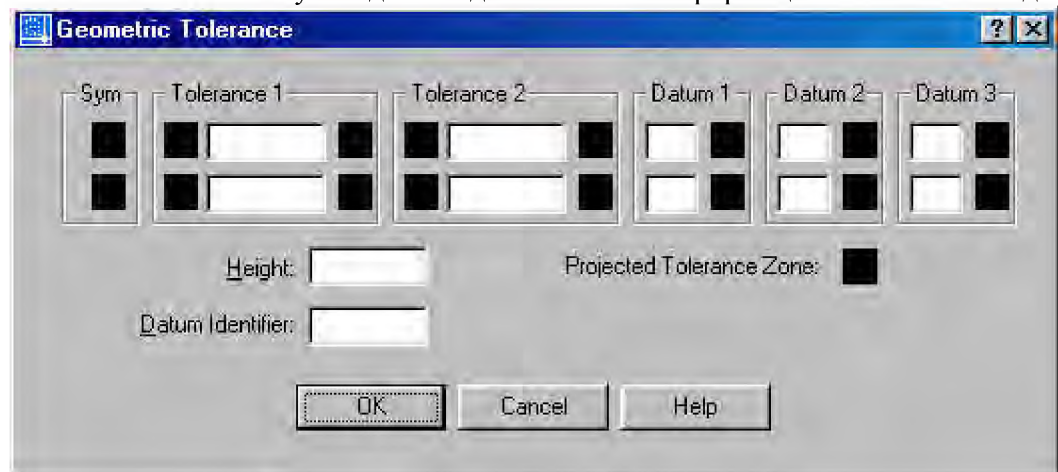 Geometric Tolerance
Sym Tolerance 1 Tolerance 2 Datum 1 Datum 2 Datum 3
Height: Projected Tolerance Zone:
Datum Identifier:
OK Cancel Help